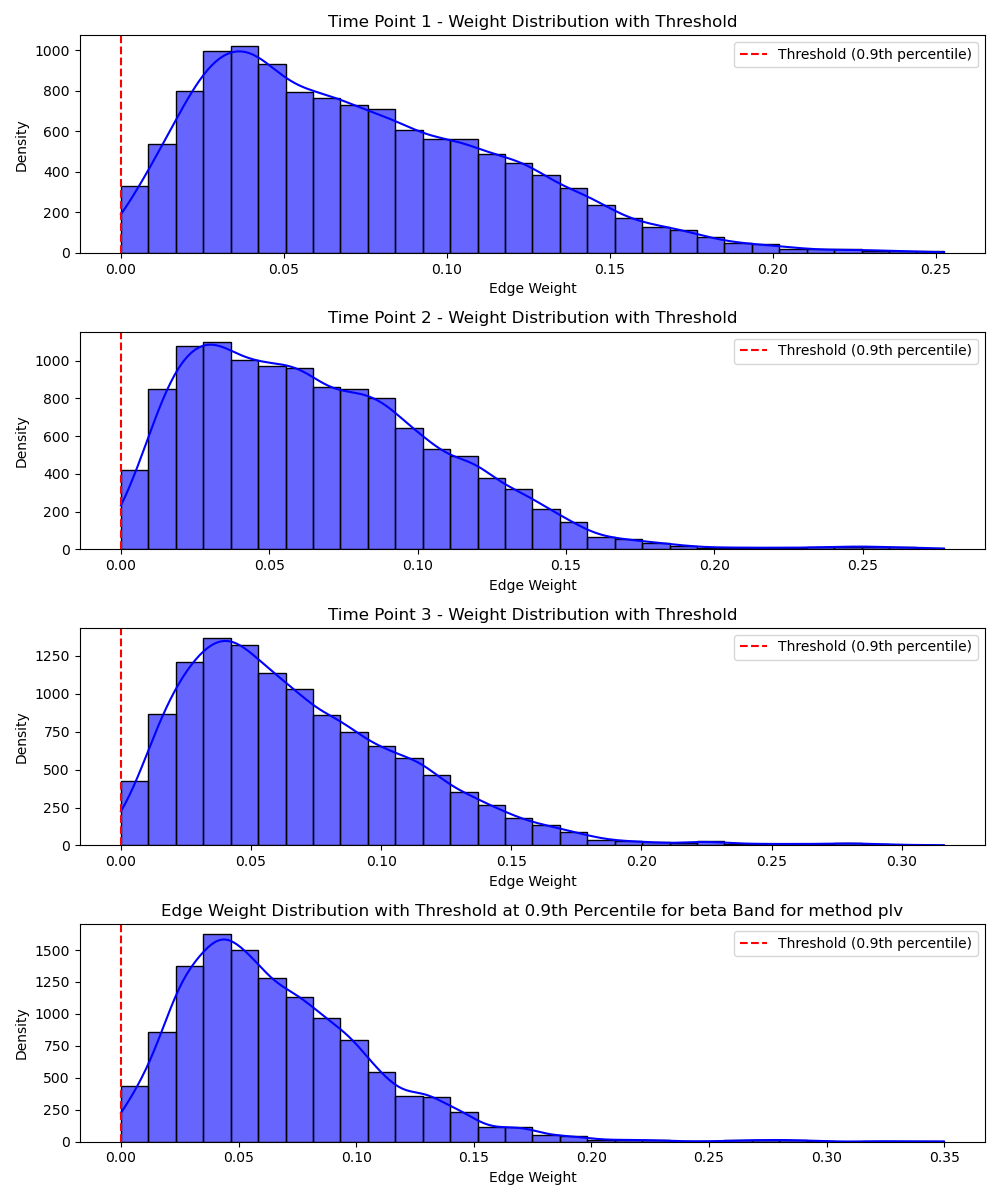 Time Point 1 - Weight Distribution with Threshold
Threshold (0.9th percentile)
Density
1000
800
600
400
200
0
0.00 0.05 0.10 0.15 0.20 0.25
Edge Weight
Time Point 2 - Weight Distribution with Threshold
Threshold (0.9th percentile)
Density
1000
800
600
400
200
0
0.00 0.05 0.10 0.15 0.20 0.25
Edge Weight
Time Point 3 - Weight Distribution with Threshold
Threshold (0.9th percentile)
Density
1250
1000
750
500
250
0
0.00 0.05 0.10 0.15 0.20 0.25 0.30
Edge Weight
Edge Weight Distribution with Threshold at 0.9th Percentile for beta Band for method plv
Threshold (0.9th percentile)
Density
1500
1250
1000
750
500
250
0
0.00 0.05 0.10 0.15 0.20 0.25 0.30 0.35
Edge Weight